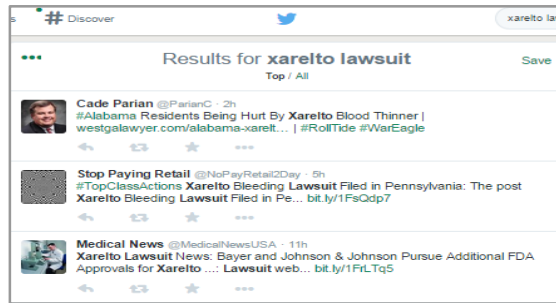 s # Discover xarelto la
Results for xarelto lawsuit Save
Top / All
Cade Parian @ParianC · 2h
#Alabama Residents Being Hurt By Xarelto Blood Thinner |
westgalawyer.com/alabama-xarelt... | #RollTide #WarEagle
Stop Paying Retail @NoPayRetail2Day · 5h
#TopClassActions Xarelto Bleeding Lawsuit Filed in Pennsylvania: The post
Xarelto Bleeding Lawsuit Filed in Pe... bit.ly/1FsQdp7
Medical News @MedicalNewsUSA · 11h
Xarelto Lawsuit News: Bayer and Johnson & Johnson Pursue Additional FDA
Approvals for Xarelto ...: Lawsuit web... bit.ly/1FrLTq5